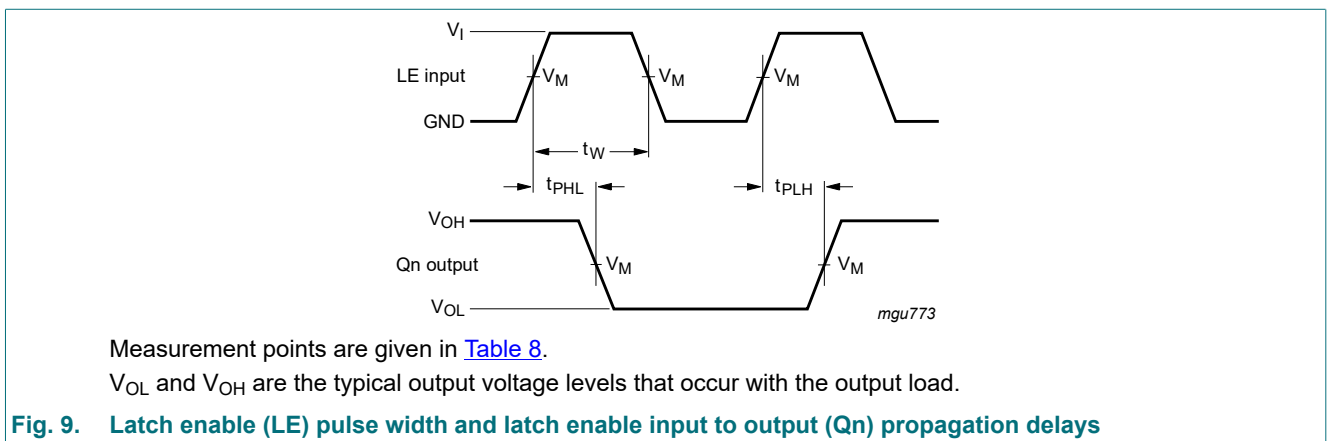 VI
LE input
VM VM VM
GND
tW
tPHL tPLH
VOH
Qn output
VM VM
VOL
mgu773
Measurement points are given in Table 8.
VOL and VOH are the typical output voltage levels that occur with the output load.
Fig. 9. Latch enable (LE) pulse width and latch enable input to output (Qn) propagation delays